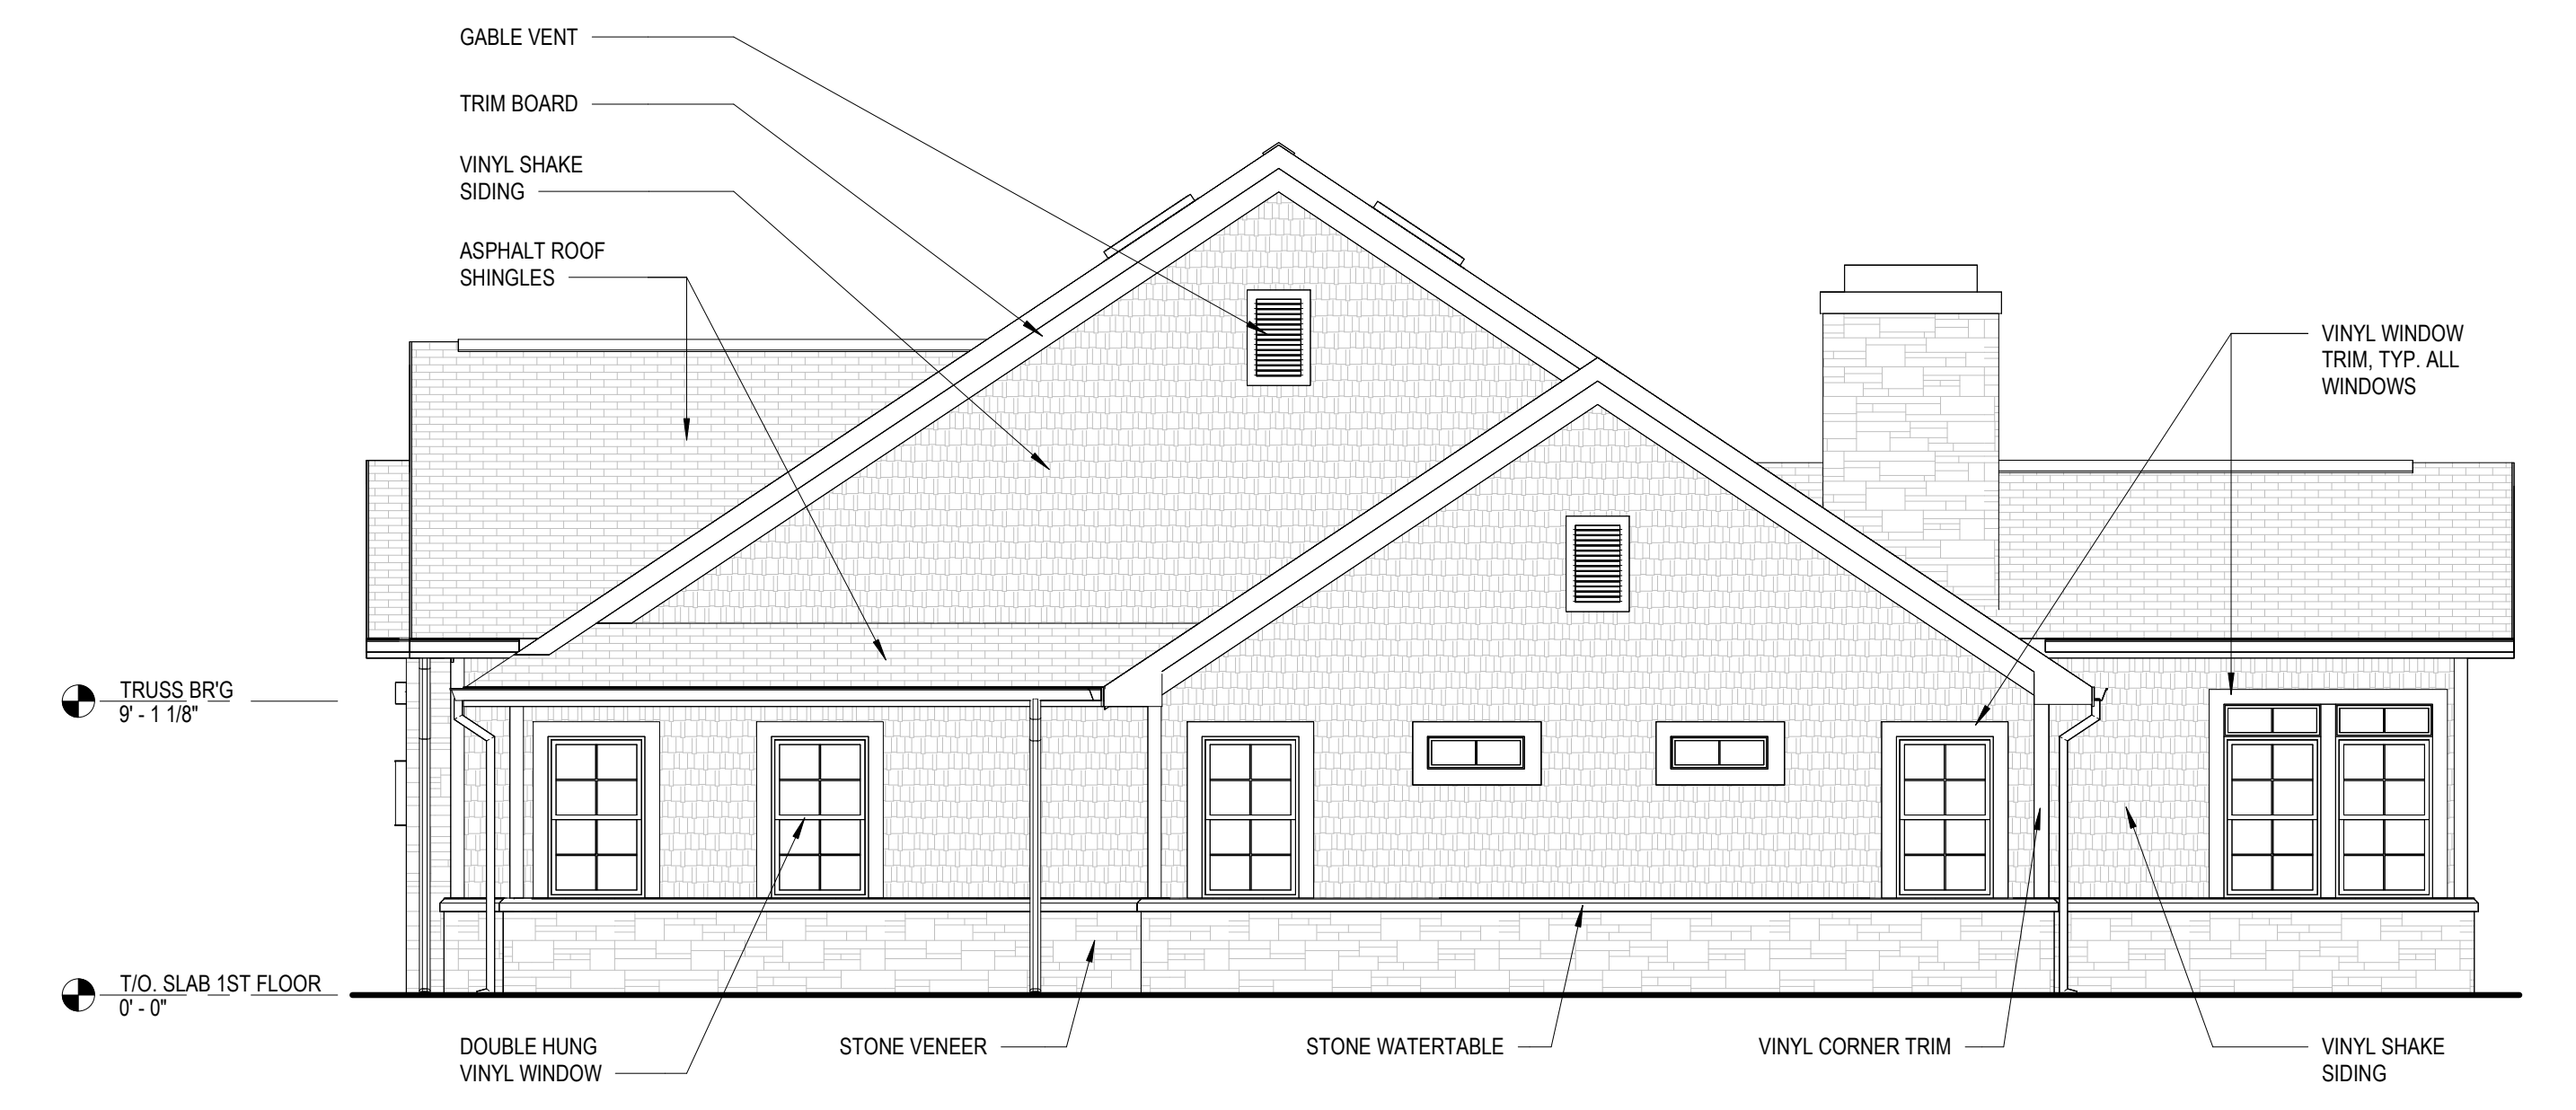 GABLE VENT
TRIM BOARD
VINYL SHAKE
SIDING
ASPHALT ROOF
SHINGLES
VINYL WINDOW
TRIM, TYP. ALL
WINDOWS
TRUSS BR'G
9' - 1 1/8"
T/O. SLAB 1ST FLOOR
0' - 0"
DOUBLE HUNG
VINYL WINDOW
STONE VENEER
STONE WATERTABLE
VINYL CORNER TRIM
VINYL SHAKE
SIDING